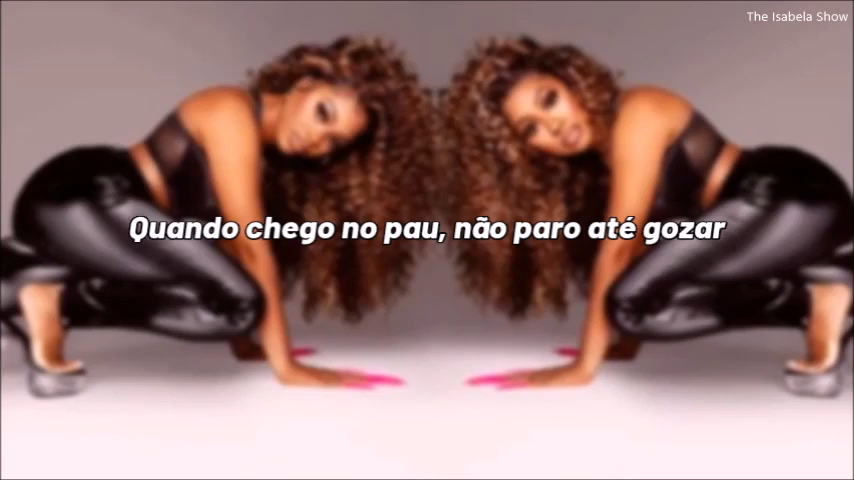 The Isabela Show
Quando chego no pau, não paro até gozar